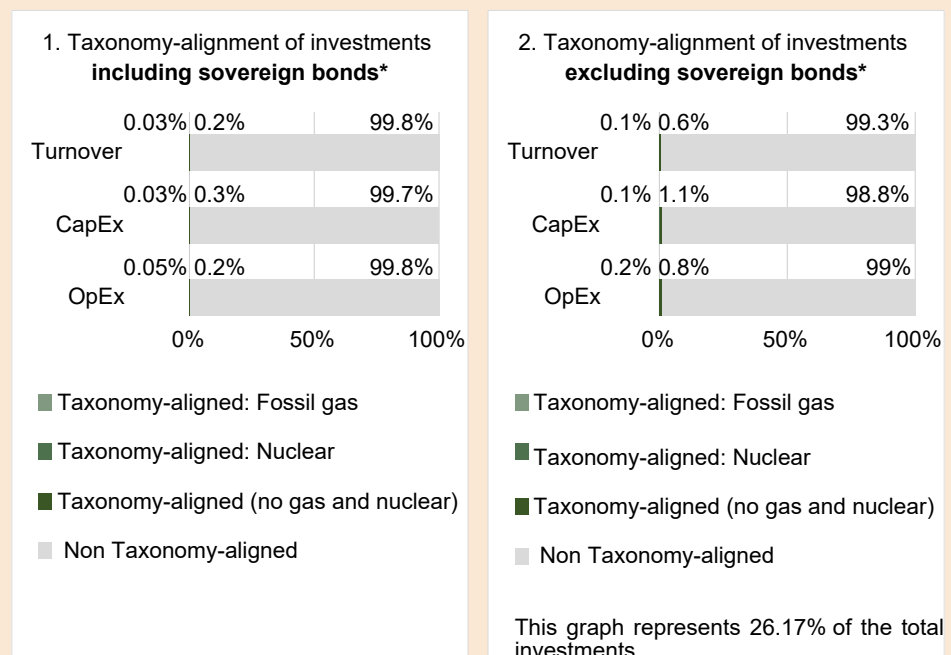 1. Taxonomy-alignment of investments
including sovereign bonds*
0.03% 0.2% 99.8%
Turnover
0.03% 0.3% 99.7%
CapEx
0.05% 0.2% 99.8%
OpEx
0% 50% 100%
Taxonomy-aligned: Fossil gas
Taxonomy-aligned: Nuclear
Taxonomy-aligned (no gas and nuclear)
Non Taxonomy-aligned
2. Taxonomy-alignment of investments
excluding sovereign bonds*
0.1% 0.6% 99.3%
Turnover
0.1% 1.1% 98.8%
CapEx
0.2% 0.8% 99%
OpEx
0% 50% 100%
Taxonomy-aligned: Fossil gas
Taxonomy-aligned: Nuclear
Taxonomy-aligned (no gas and nuclear)
Non Taxonomy-aligned
This graph represents 26.17% of the total
investments